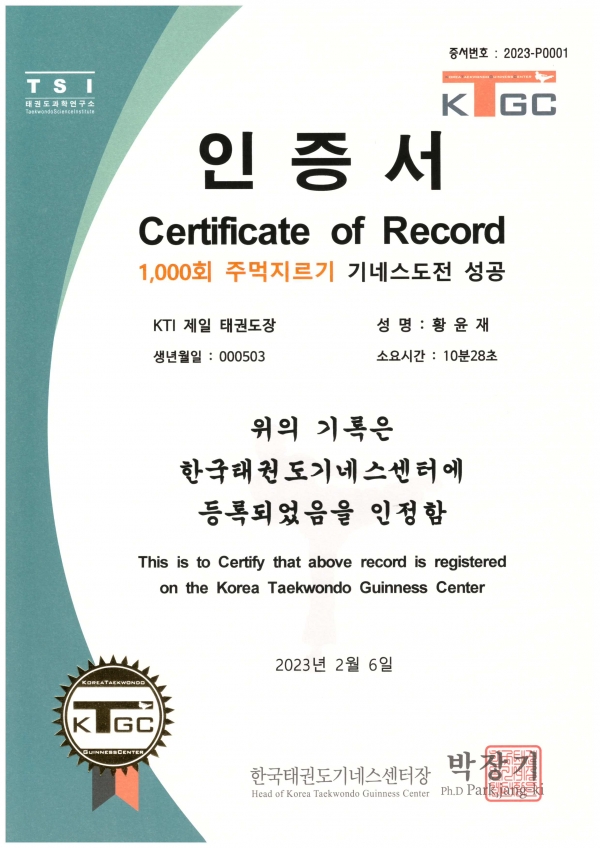 증서번호 : 2023-P0001
TSI
태권도과학연구소
TaekwondoScienceInstitute
KOREA TAEKWONDO GUINNESS CENTER
KTGC
인증서
Certificate of Record
1,000회 주먹지르기 기네스도전 성공
KTI 제일 태권도장
성 명 : 황 윤 재
생년월일 : 000503
소요시간 : 10분28초
위의 기록은
한국태권도기네스센터에
등록되었음을 인정함
This is to Certify that above record is registered
on the Korea Taekwondo Guinness Center
2023년 2월 6일
KOREATAEKWONDO
KTGC
GUINNESSCENTER
한국태권도기네스센터장 박장기
Head of Korea Taekwondo Guinness Center Ph.D Park,jang-ki